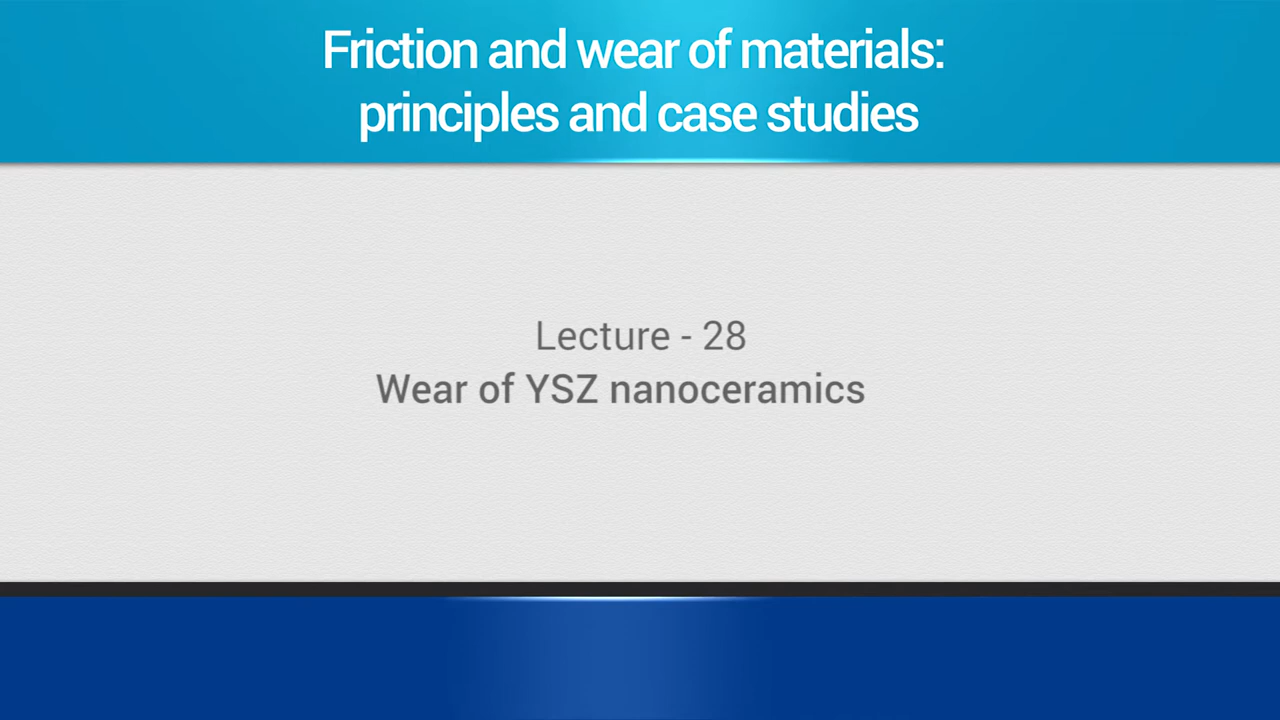 Friction and wear of materials:
principles and case studies
Lecture - 28
Wear of YSZ nanoceramics